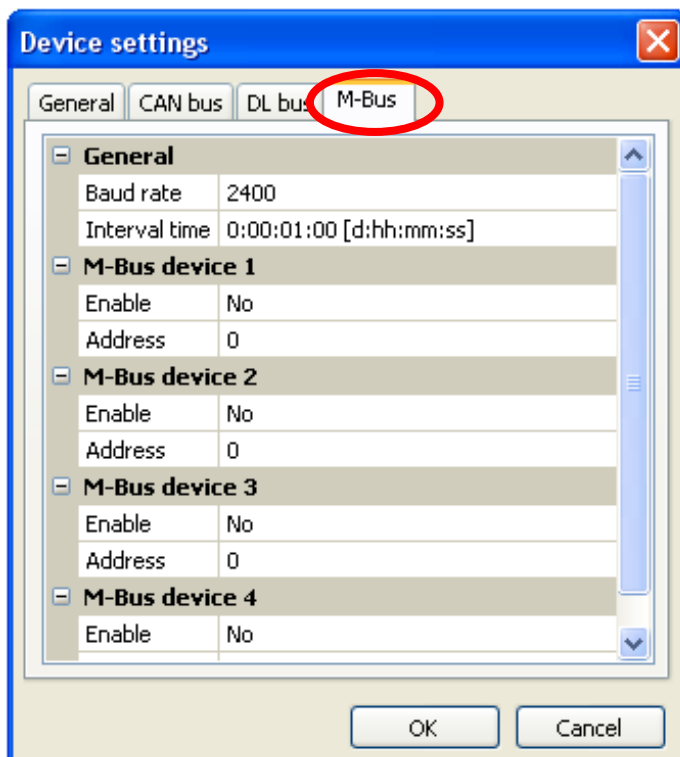 Device settings
General CAN bus DL bus M-Bus
General
Baud rate 2400
Interval time 0:00:01:00 [d:hh:mm:ss]
M-Bus device 1
Enable No
Address 0
M-Bus device 2
Enable No
Address 0
M-Bus device 3
Enable No
Address 0
M-Bus device 4
Enable No
OK Cancel